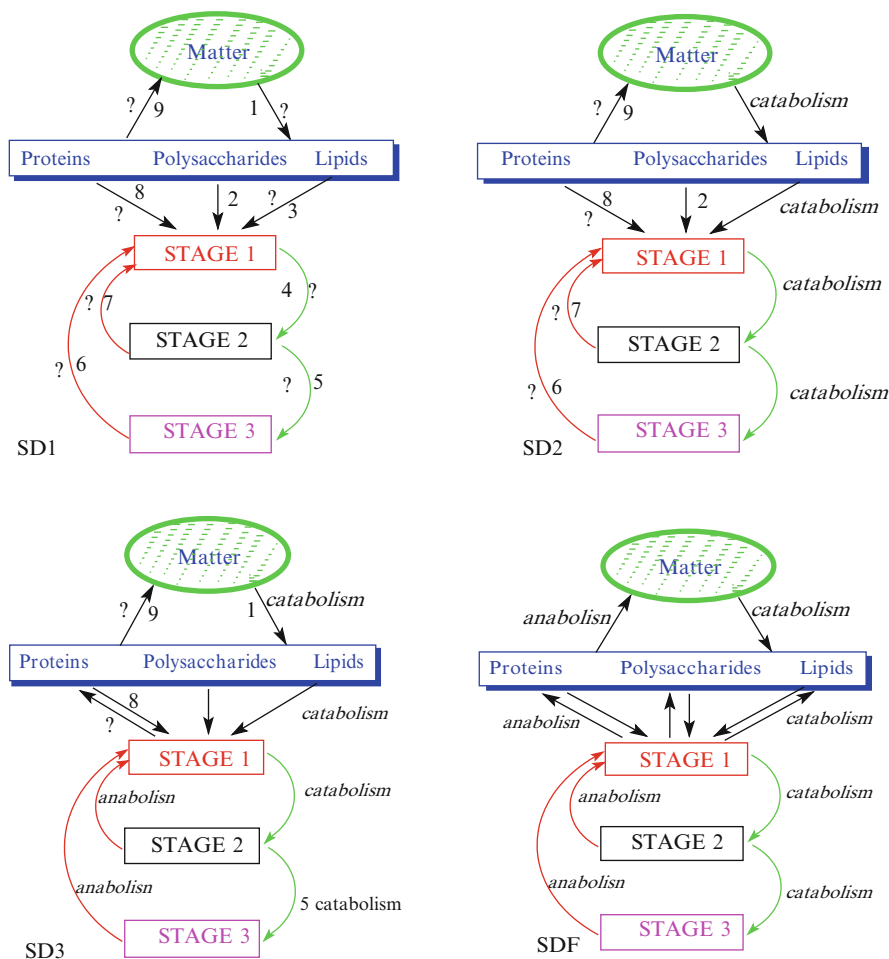 Matter
? 9 1 ?
Proteins Polysaccharides Lipids
8 ? 2 ? 3
STAGE 1
? 7 4 ?
STAGE 2
? 6 ? 5
STAGE 3
SD1
Matter
? 9 catabolism
Proteins Polysaccharides Lipids
8 ? 2 catabolism
STAGE 1
? 7 catabolism
STAGE 2
? 6 catabolism
STAGE 3
SD2
Matter
? 9 1 catabolism
Proteins Polysaccharides Lipids
8 ? catabolism
STAGE 1
anabolisn catabolism
STAGE 2
anabolisn 5 catabolism
STAGE 3
SD3
Matter
anabolisn catabolism
Proteins Polysaccharides Lipids
anabolisn catabolism
STAGE 1
anabolism catabolism
STAGE 2
anabolisn catabolism
STAGE 3
SDF